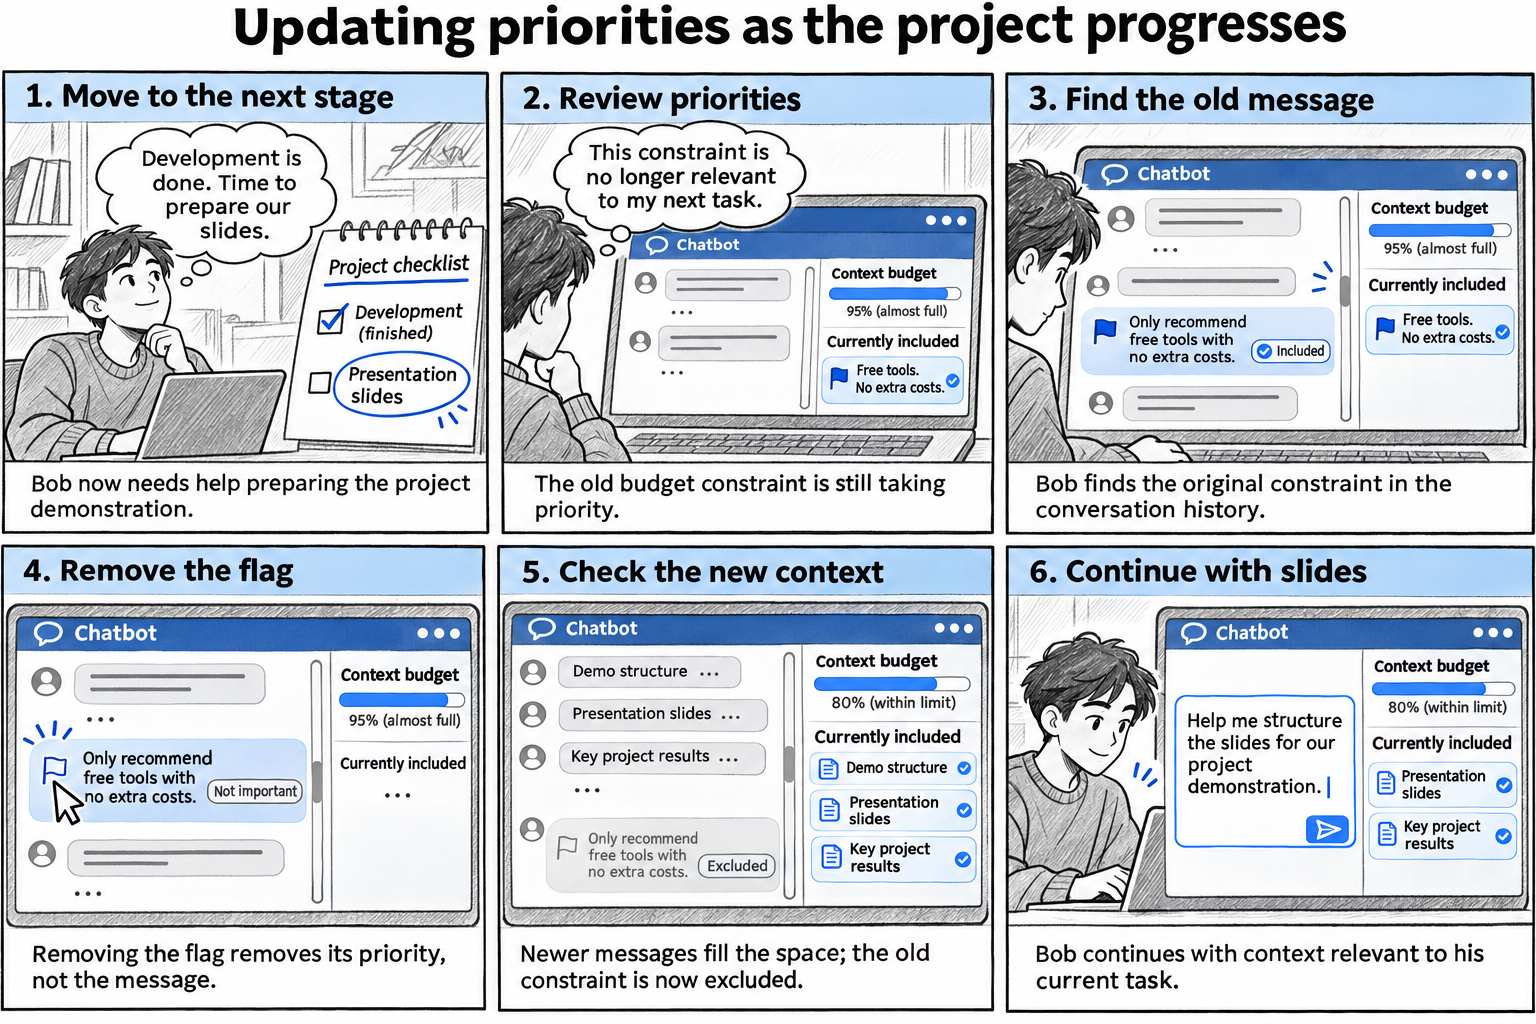 Updating priorities as the project progresses
1. Move to the next stage
Development is
done. Time to
prepare our
slides.
Project checklist
Development
(finished)
Presentation
slides
Bob now needs help preparing the project
demonstration.
2. Review priorities
This constraint is
no longer relevant
to my next task.
Chatbot
Context budget
95% (almost full)
Currently included
Free tools.
No extra costs.
The old budget constraint is still taking
priority.
3. Find the old message
Chatbot
Only recommend
free tools with
no extra costs.
Included
Context budget
95% (almost full)
Currently included
Free tools.
No extra costs.
Bob finds the original constraint in the
conversation history.
4. Remove the flag
Chatbot
Only recommend
free tools with
no extra costs.
Not important
Context budget
95% (almost full)
Currently included
Removing the flag removes its priority,
not the message.
5. Check the new context
Chatbot
Demo structure ...
Presentation slides ...
Key project results ...
Only recommend
free tools with
no extra costs.
Excluded
Context budget
80% (within limit)
Currently included
Demo structure
Presentation
slides
Key project
results
Newer messages fill the space; the old
constraint is now excluded.
6. Continue with slides
Chatbot
Help me structure
the slides for our
project
demonstration.
Context budget
80% (within limit)
Currently included
Presentation
slides
Key project
results
Bob continues with context relevant to his
current task.